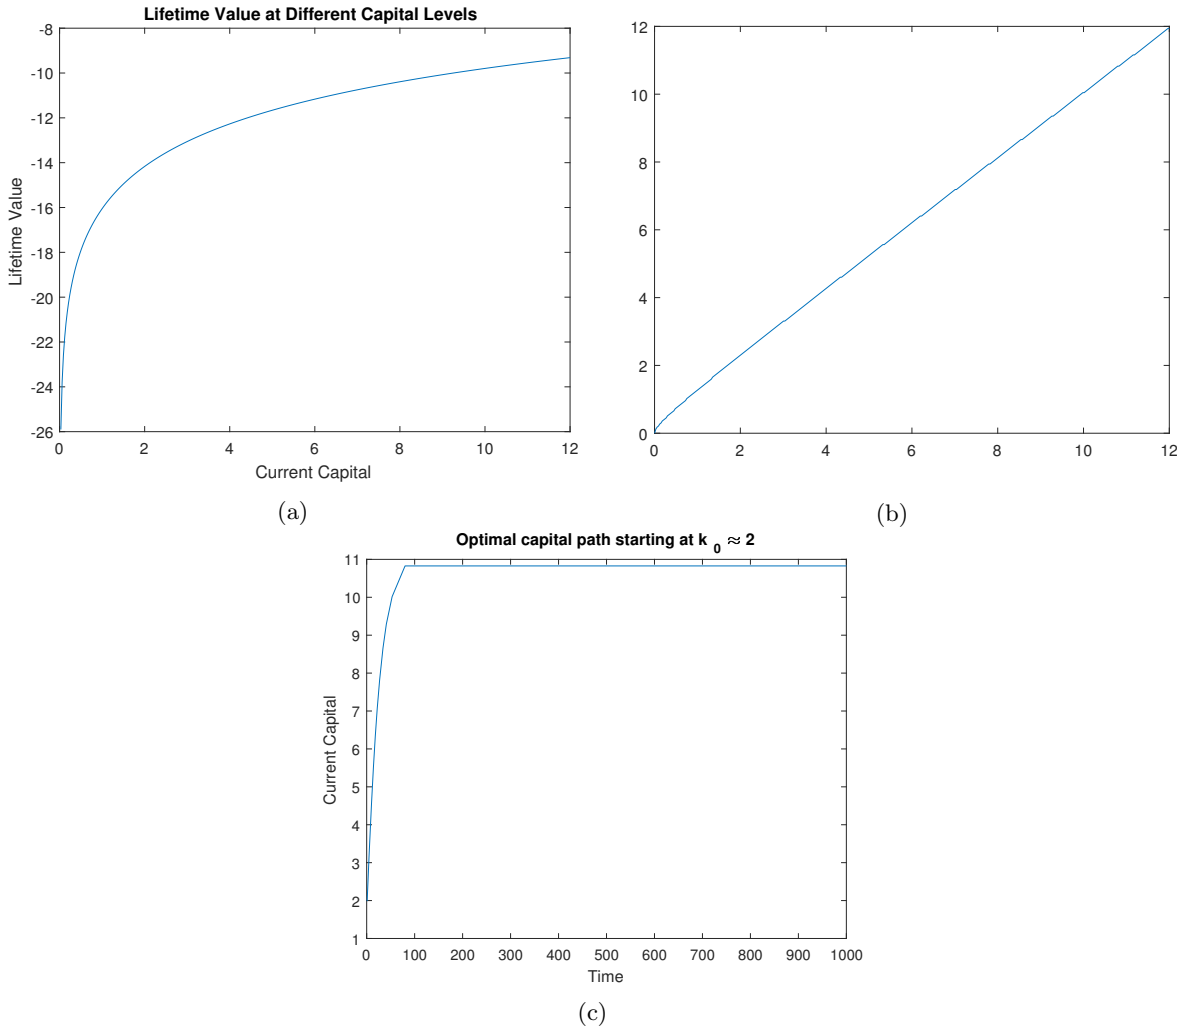 Lifetime Value at Different Capital Levels
-8
-10
-12
-14
-16
-18
-20
-22
-24
-26
Lifetime Value
0 2 4 6 8 10 12
Current Capital
(a)
12
10
8
6
4
2
0
0 2 4 6 8 10 12
(b)
Optimal capital path starting at k 0 ≈ 2
11
10
9
8
7
6
5
4
3
2
1
Current Capital
0 100 200 300 400 500 600 700 800 900 1000
Time
(c)